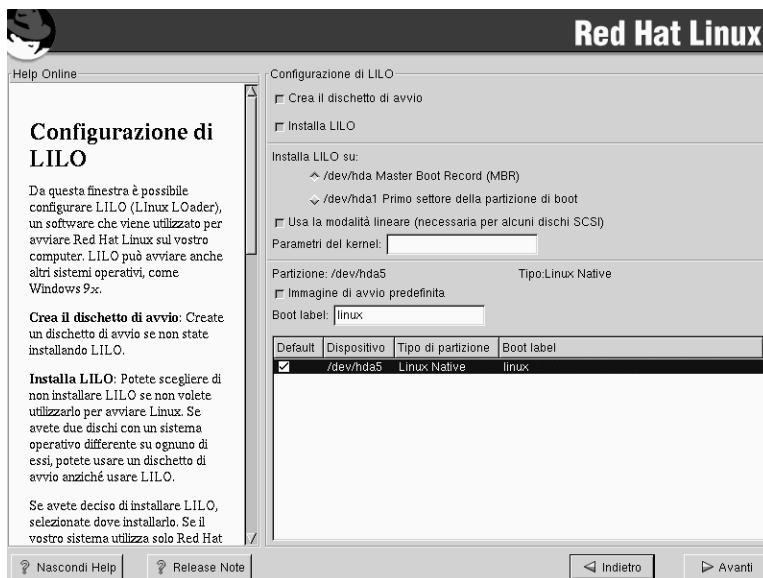 Red Hat Linux
Help Online
Configurazione di
LILO
Da questa finestra è possibile
configurare LILO (LInux LOader),
un software che viene utilizzato per
avviare Red Hat Linux sul vostro
computer. LILO può avviare anche
altri sistemi operativi, come
Windows 9x.
Crea il dischetto di avvio: Create
un dischetto di avvio se non state
installando LILO.
Installa LILO: Potete scegliere di
non installare LILO se non volete
utilizzarlo per avviare Linux. Se
avete due dischi con un sistema
operativo differente su ognuno di
essi, potete usare un dischetto di
avvio anziché usare LILO.
Se avete deciso di installare LILO,
selezionate dove installarlo. Se il
vostro sistema utilizza solo Red Hat
Configurazione di LILO
Crea il dischetto di avvio
Installa LILO
Installa LILO su:
/dev/hda Master Boot Record (MBR)
/dev/hda1 Primo settore della partizione di boot
Usa la modalità lineare (necessaria per alcuni dischi SCSI)
Parametri del kernel:
Partizione: /dev/hda5 Tipo:Linux Native
Immagine di avvio predefinita
Boot label: linux
Default Dispositivo Tipo di partizione Boot label
/dev/hda5 Linux Native linux
Nascondi Help Release Note Indietro Avanti